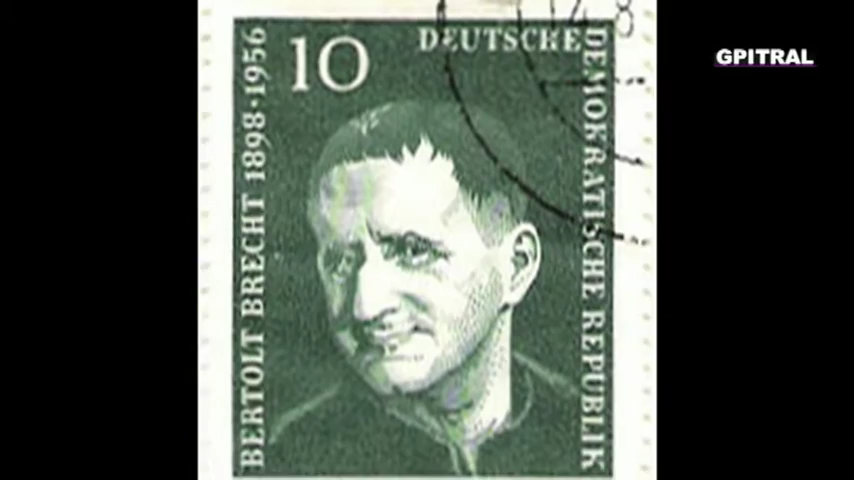 BERTOLT BRECHT 1898·1956
10
DEUTSCHE
DEMOKRATISCHE REPUBLIK
GPITRAL